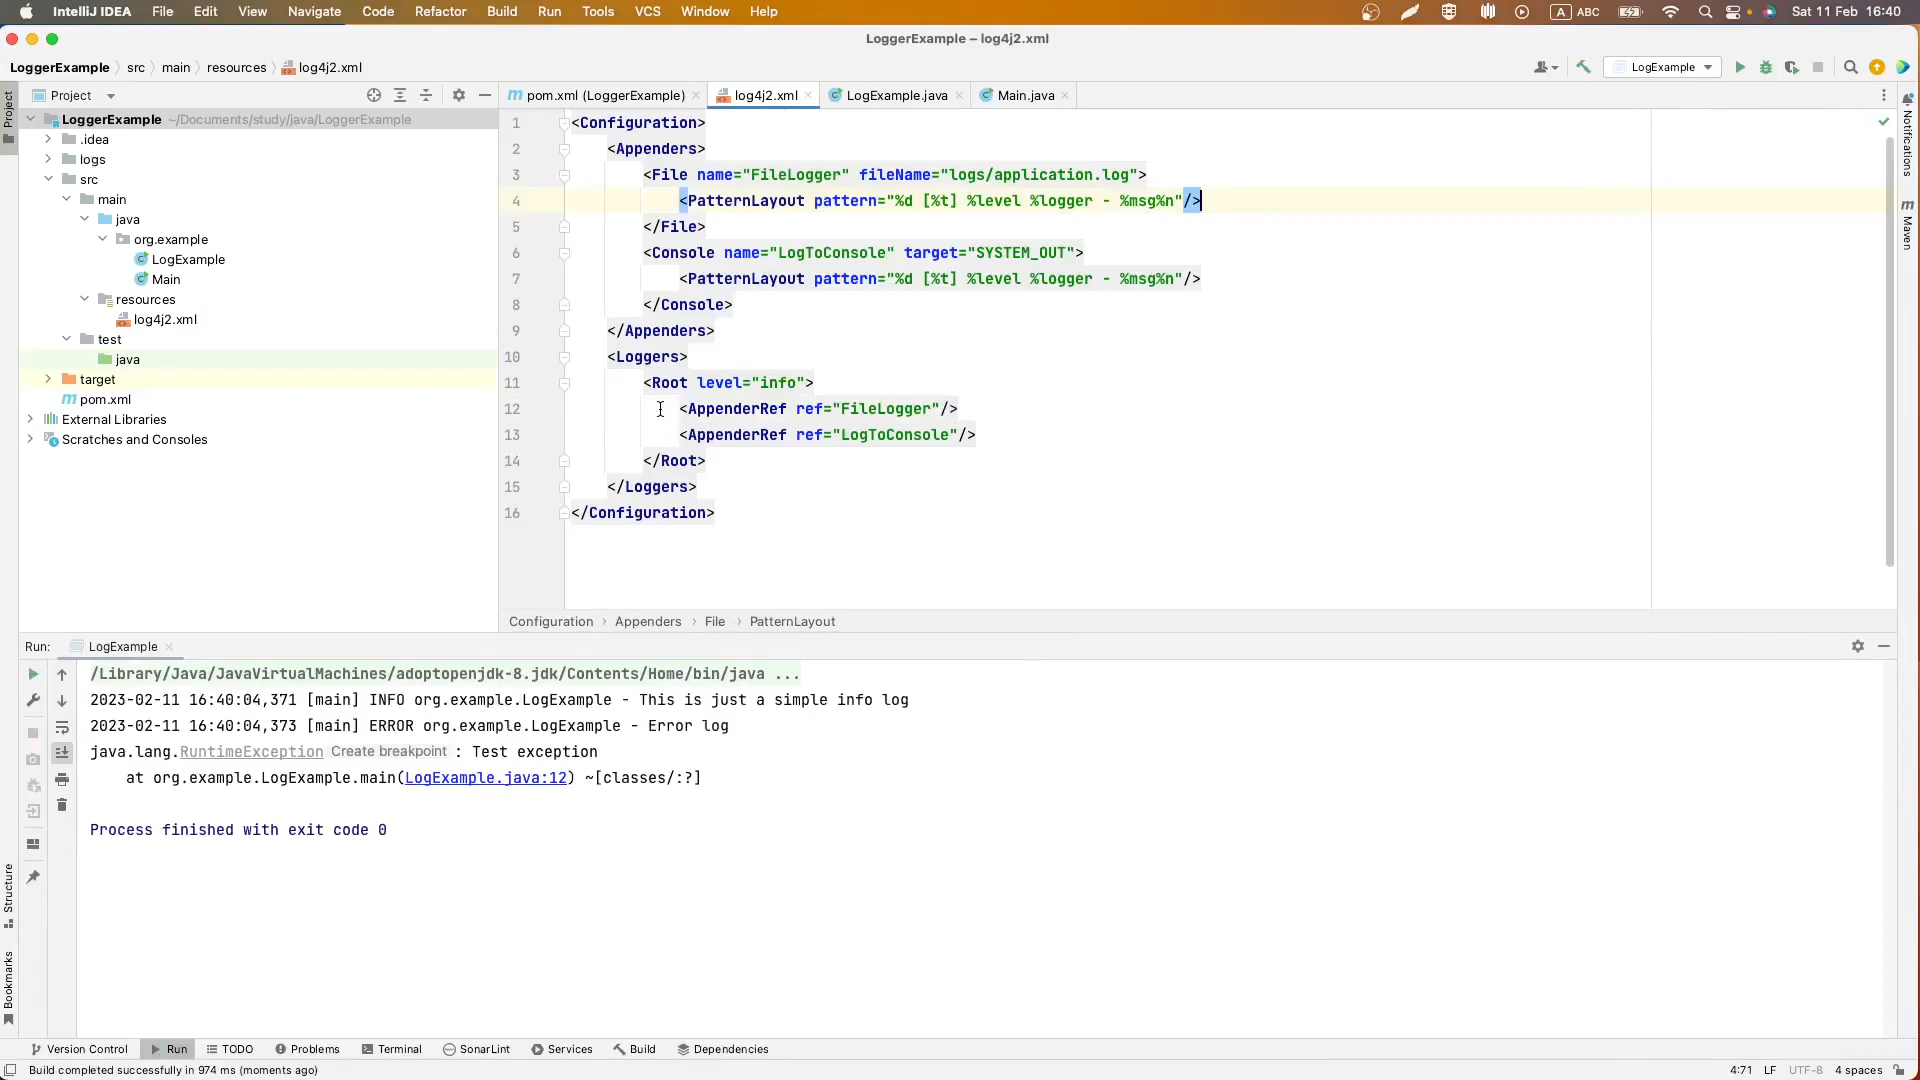 IntelliJ IDEA File Edit View Navigate Code Refactor Build Run Tools VCS Window Help A ABC Sat 11 Feb 16:40
LoggerExample – log4j2.xml
LoggerExample src main resources log4j2.xml LogExample
Project
pom.xml (LoggerExample) log4j2.xml LogExample.java Main.java
LoggerExample ~/Documents/study/java/LoggerExample
.idea
logs
src
main
java
org.example
LogExample
Main
resources
log4j2.xml
test
java
target
pom.xml
External Libraries
Scratches and Consoles
1 <Configuration>
2 <Appenders>
3 <File name="FileLogger" fileName="logs/application.log">
4 <PatternLayout pattern="%d [%t] %level %logger - %msg%n"/>
5 </File>
6 <Console name="LogToConsole" target="SYSTEM_OUT">
7 <PatternLayout pattern="%d [%t] %level %logger - %msg%n"/>
8 </Console>
9 </Appenders>
10 <Loggers>
11 <Root level="info">
12 <AppenderRef ref="FileLogger"/>
13 <AppenderRef ref="LogToConsole"/>
14 </Root>
15 </Loggers>
16 </Configuration>
Configuration Appenders File PatternLayout
Project
Structure
Bookmarks
Notifications
m Maven
Run: LogExample
/Library/Java/JavaVirtualMachines/adoptopenjdk-8.jdk/Contents/Home/bin/java ...
2023-02-11 16:40:04,371 [main] INFO org.example.LogExample - This is just a simple info log
2023-02-11 16:40:04,373 [main] ERROR org.example.LogExample - Error log
java.lang.RuntimeException Create breakpoint : Test exception
at org.example.LogExample.main(LogExample.java:12) ~[classes/:?]
Process finished with exit code 0
Version Control Run TODO Problems Terminal SonarLint Services Build Dependencies
Build completed successfully in 974 ms (moments ago) 4:71 LF UTF-8 4 spaces